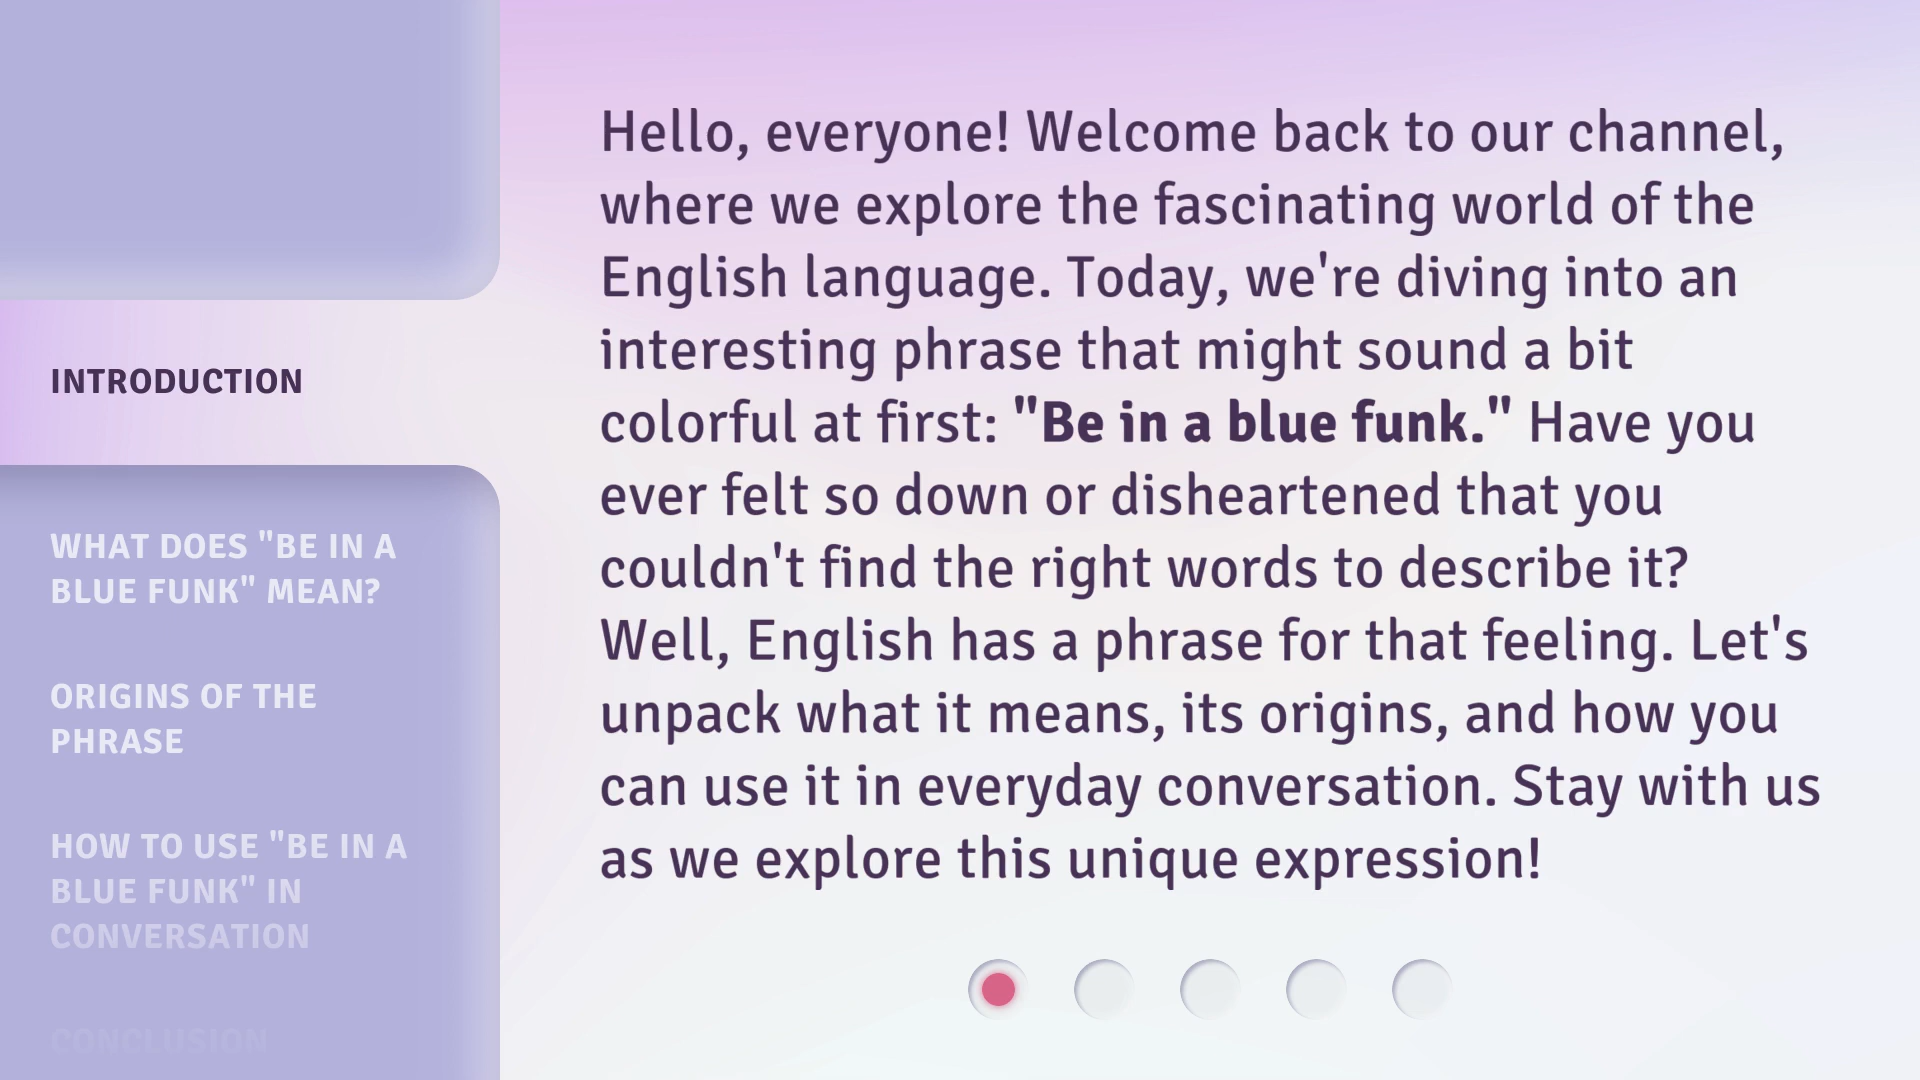 INTRODUCTION
WHAT DOES "BE IN A
BLUE FUNK" MEAN?
ORIGINS OF THE
PHRASE
HOW TO USE "BE IN A
BLUE FUNK" IN
CONVERSATION
CONCLUSION
Hello, everyone! Welcome back to our channel,
where we explore the fascinating world of the
English language. Today, we're diving into an
interesting phrase that might sound a bit
colorful at first: "Be in a blue funk." Have you
ever felt so down or disheartened that you
couldn't find the right words to describe it?
Well, English has a phrase for that feeling. Let's
unpack what it means, its origins, and how you
can use it in everyday conversation. Stay with us
as we explore this unique expression!